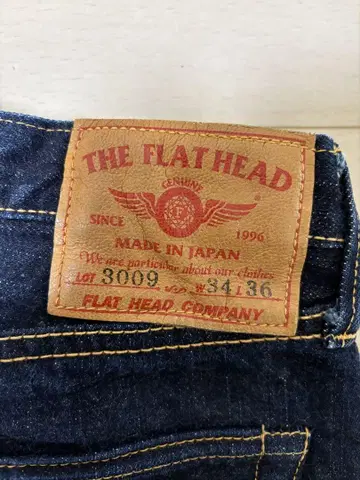 THE FLAT HEAD
GENUINE
F
®
SINCE 1996
MADE IN JAPAN
We are particular about our clothes
LOT 3009 W 34 L 36
FLAT HEAD COMPANY